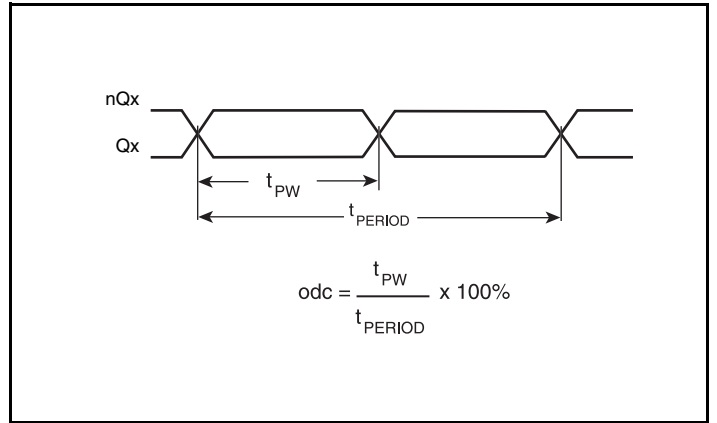 nQx
Qx
tPW
tPERIOD
odc = tPW / tPERIOD x 100%